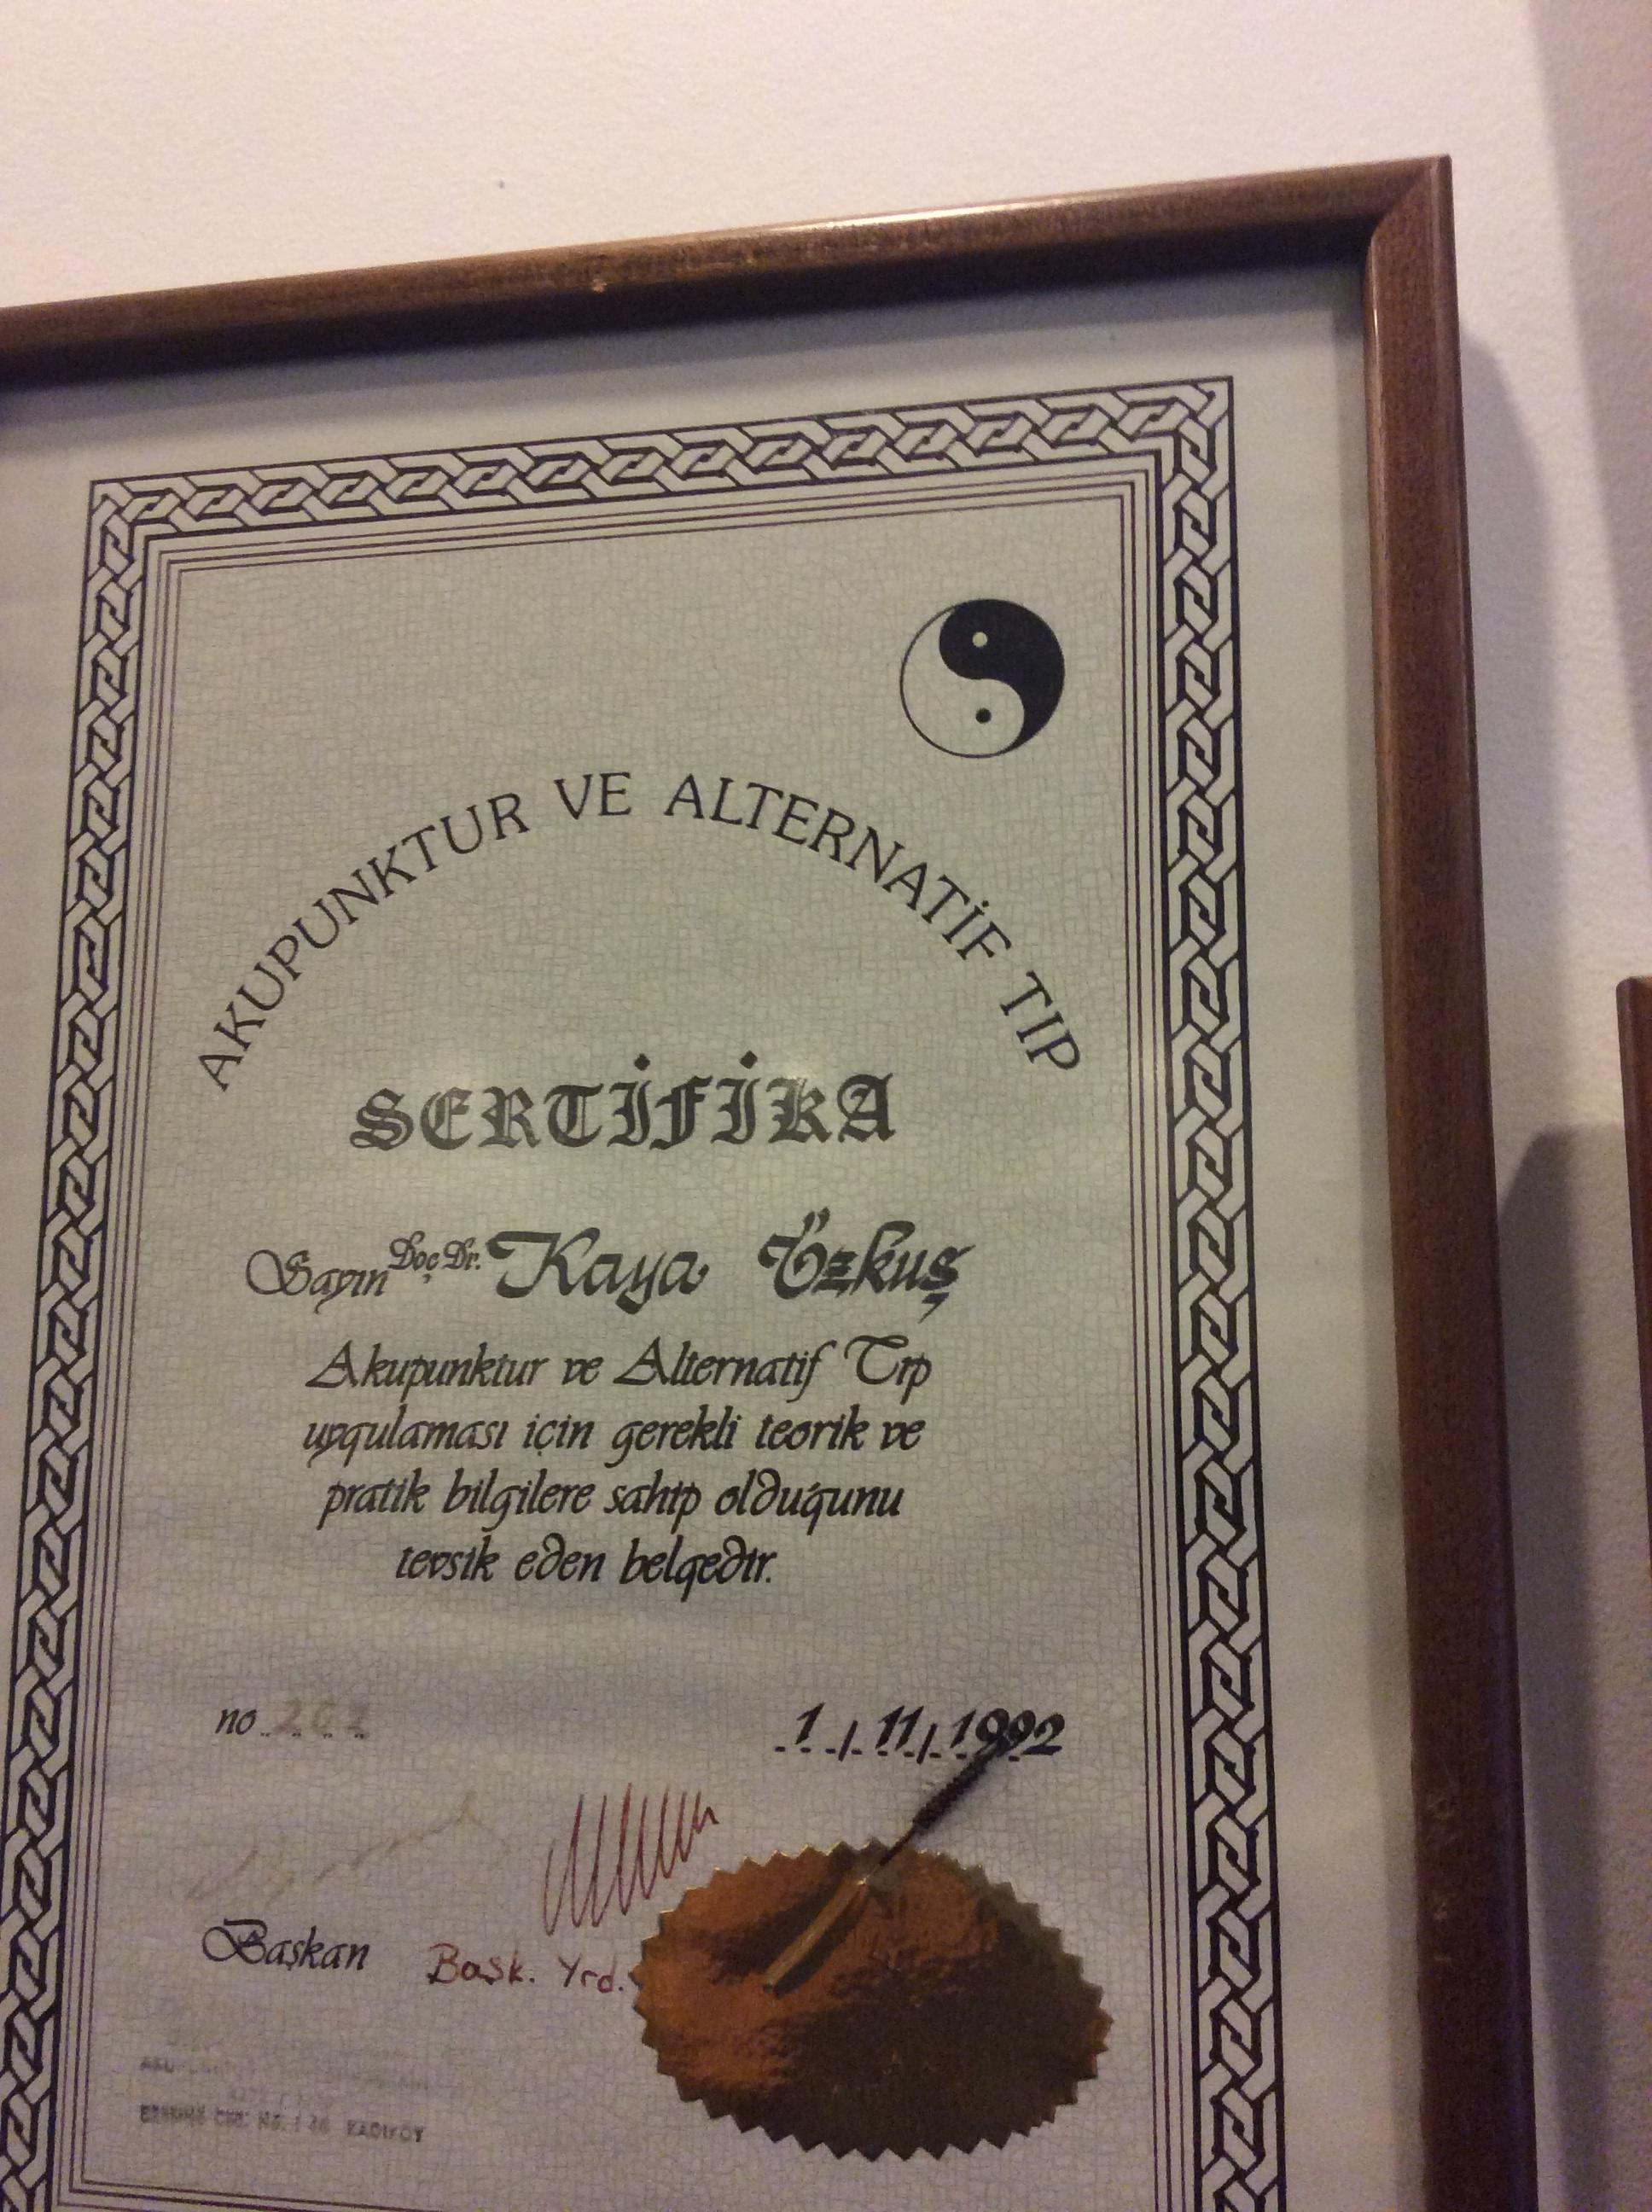 AKUPUNKTUR VE ALTERNATİF TIP
SERTİFİKA
Sayın Doç. Dr. Kaya Özkuş
Akupunktur ve Alternatif Tıp
uygulaması için gerekli teorik ve
pratik bilgilere sahip olduğunu
tevsik eden belgedir.
no
1/11/1992
Başkan Başk. Yrd.
KADIKÖY